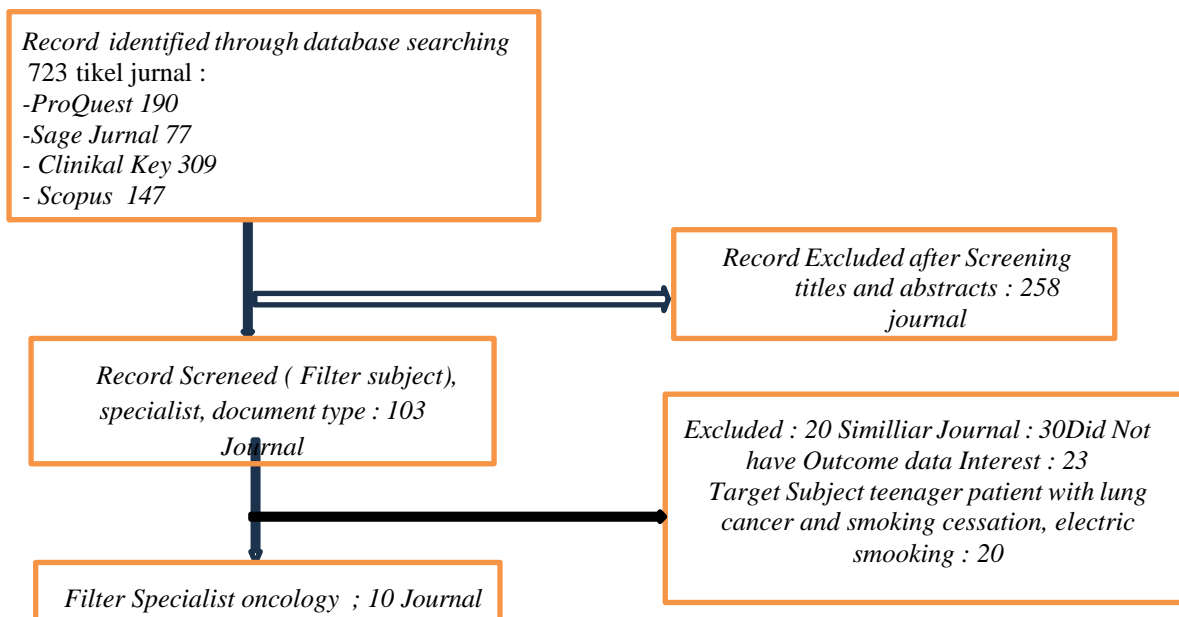 Record identified through database searching
723 tikel jurnal :
-ProQuest 190
-Sage Jurnal 77
- Clinikal Key 309
- Scopus 147
Record Excluded after Screening
titles and abstracts : 258
journal
Record Screneed ( Filter subject),
specialist, document type : 103
Journal
Excluded : 20 Similliar Journal : 30Did Not
have Outcome data Interest : 23
Target Subject teenager patient with lung
cancer and smoking cessation, electric
smooking : 20
Filter Specialist oncology ; 10 Journal